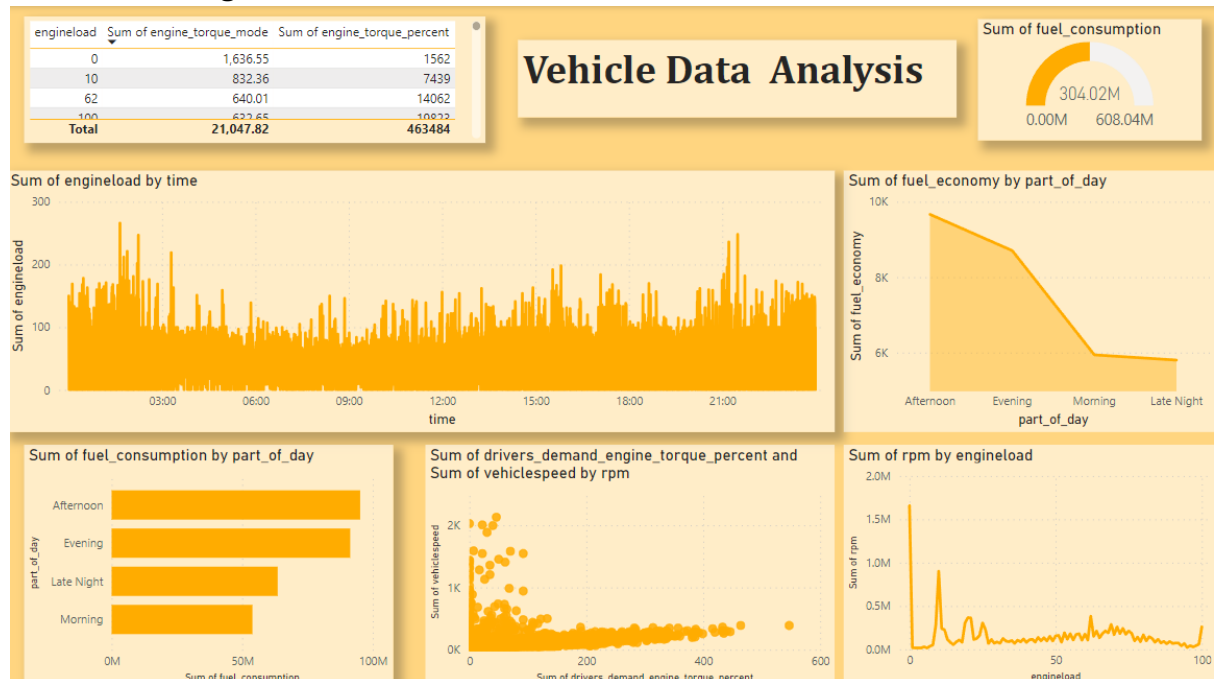 engineload Sum of engine_torque_mode Sum of engine_torque_percent
0 1,636.55 1562
10 832.36 7439
62 640.01 14062
100 632.65 19823
Total 21,047.82 463484
Vehicle Data Analysis
Sum of fuel_consumption
304.02M
0.00M 608.04M
Sum of engineload by time
300
200
100
0
Sum of engineload
03:00 06:00 09:00 12:00 15:00 18:00 21:00
time
Sum of fuel_economy by part_of_day
10K
8K
6K
Sum of fuel_economy
Afternoon Evening Morning Late Night
part_of_day
Sum of fuel_consumption by part_of_day
part_of_day
Afternoon
Evening
Late Night
Morning
0M 50M 100M
Sum of fuel_consumption
Sum of drivers_demand_engine_torque_percent and
Sum of vehiclespeed by rpm
2K
1K
0K
Sum of vehiclespeed
0 200 400 600
Sum of drivers_demand_engine_torque_percent
Sum of rpm by engineload
2.0M
1.5M
1.0M
0.5M
0.0M
Sum of rpm
0 50 100
engineload